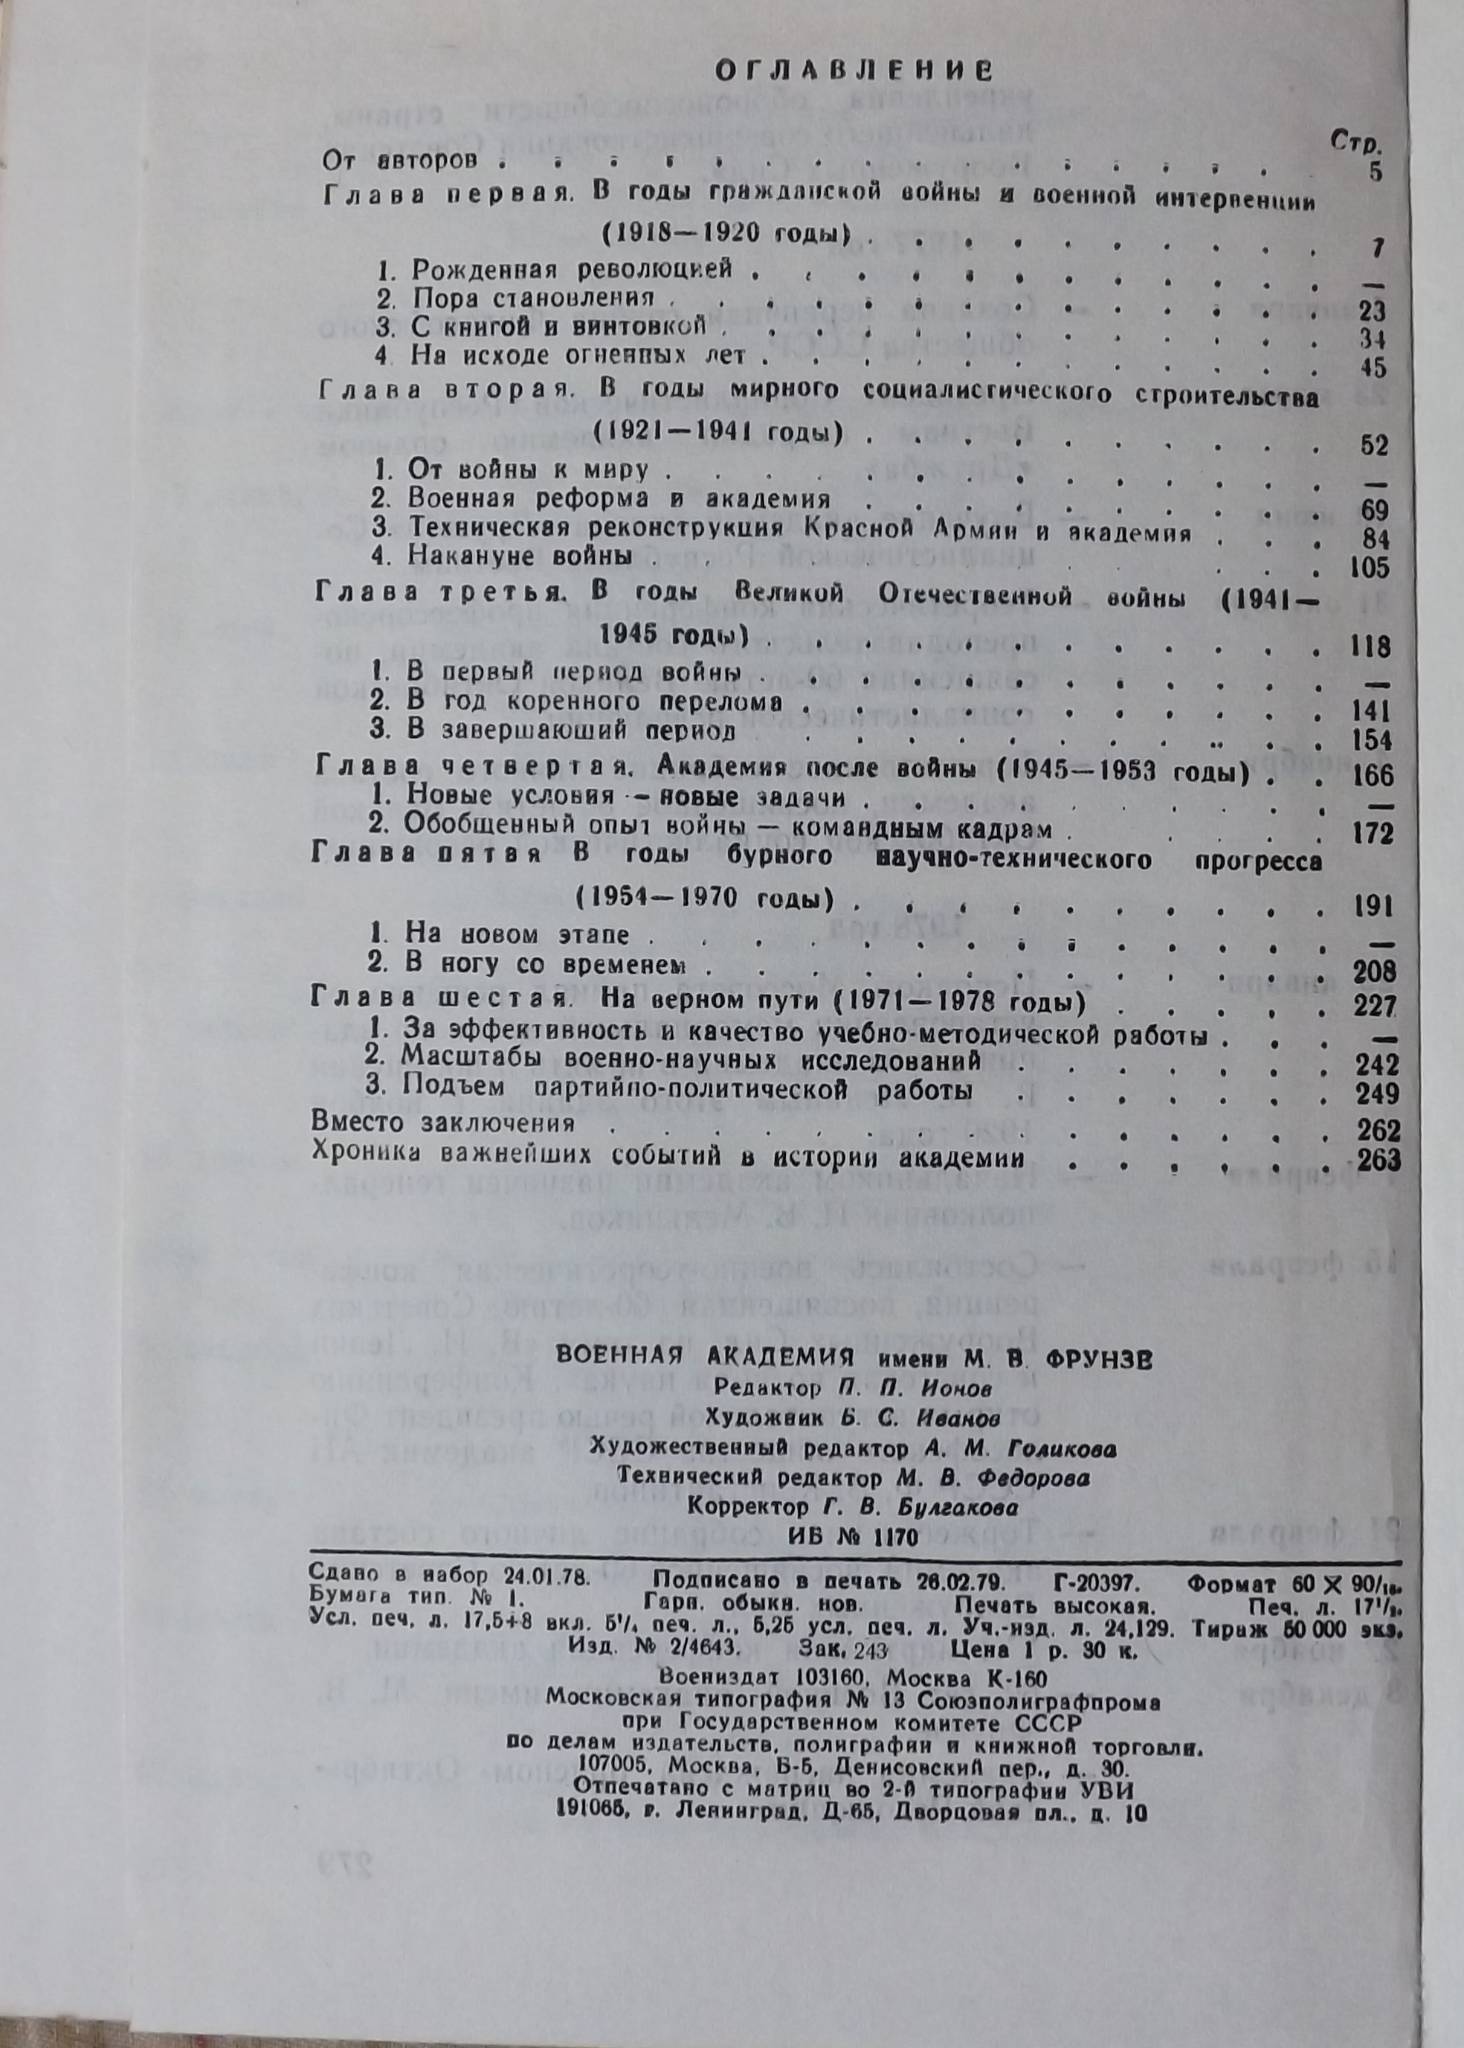 ОГЛАВЛЕНИЕ
Стр.
От авторов . . . . . . . . . . . . . . . . 5
Глава первая. В годы гражданской войны и военной интервенции
(1918—1920 годы) . . . . . . . . . . 7
1. Рожденная революцией . . . . . . . . . . . . —
2. Пора становления . . . . . . . . . . . . . . 23
3. С книгой и винтовкой . . . . . . . . . . . . . 34
4. На исходе огненных лет . . . . . . . . . . . . 45
Глава вторая. В годы мирного социалистического строительства
(1921—1941 годы) . . . . . . . . . . 52
1. От войны к миру . . . . . . . . . . . . . . —
2. Военная реформа и академия . . . . . . . . . . 69
3. Техническая реконструкция Красной Армии и академия . . . 84
4. Накануне войны . . . . . . . . . . . . . . 105
Глава третья. В годы Великой Отечественной войны (1941—
1945 годы) . . . . . . . . . . . . 118
1. В первый период войны . . . . . . . . . . . . —
2. В год коренного перелома . . . . . . . . . . . 141
3. В завершающий период . . . . . . . . . . . 154
Глава четвертая. Академия после войны (1945—1953 годы) . . 166
1. Новые условия — новые задачи . . . . . . . . . . —
2. Обобщенный опыт войны — командным кадрам . . . . . 172
Глава пятая В годы бурного научно-технического прогресса
(1954—1970 годы) . . . . . . . . . . 191
1. На новом этапе . . . . . . . . . . . . . . —
2. В ногу со временем . . . . . . . . . . . . . 208
Глава шестая. На верном пути (1971—1978 годы) . . . . . 227
1. За эффективность и качество учебно-методической работы . . . —
2. Масштабы военно-научных исследований . . . . . . . 242
3. Подъем партийно-политической работы . . . . . . . 249
Вместо заключения . . . . . . . . . . . . . . . 262
Хроника важнейших событий в истории академии . . . . . . 263
ВОЕННАЯ АКАДЕМИЯ имени М. В. ФРУНЗЕ
Редактор П. П. Ионов
Художник Б. С. Иванов
Художественный редактор А. М. Голикова
Технический редактор М. В. Федорова
Корректор Г. В. Булгакова
ИБ № 1170
Сдано в набор 24.01.78. Подписано в печать 26.02.79. Г-20397. Формат 60 × 90/16.
Бумага тип. № 1. Гарн. обыкн. нов. Печать высокая. Печ. л. 17½.
Усл. печ. л. 17,5+8 вкл. 5¼ печ. л., 5,25 усл. печ. л. Уч.-изд. л. 24,129. Тираж 50 000 экз.
Изд. № 2/4643. Зак. 243 Цена 1 р. 30 к.
Воениздат 103160, Москва К-160
Московская типография № 13 Союзполиграфпрома
при Государственном комитете СССР
по делам издательств, полиграфии и книжной торговли.
107005, Москва, Б-5, Денисовский пер., д. 30.
Отпечатано с матриц во 2-й типографии УВИ
191065, г. Ленинград, Д-65, Дворцовая пл., д. 10